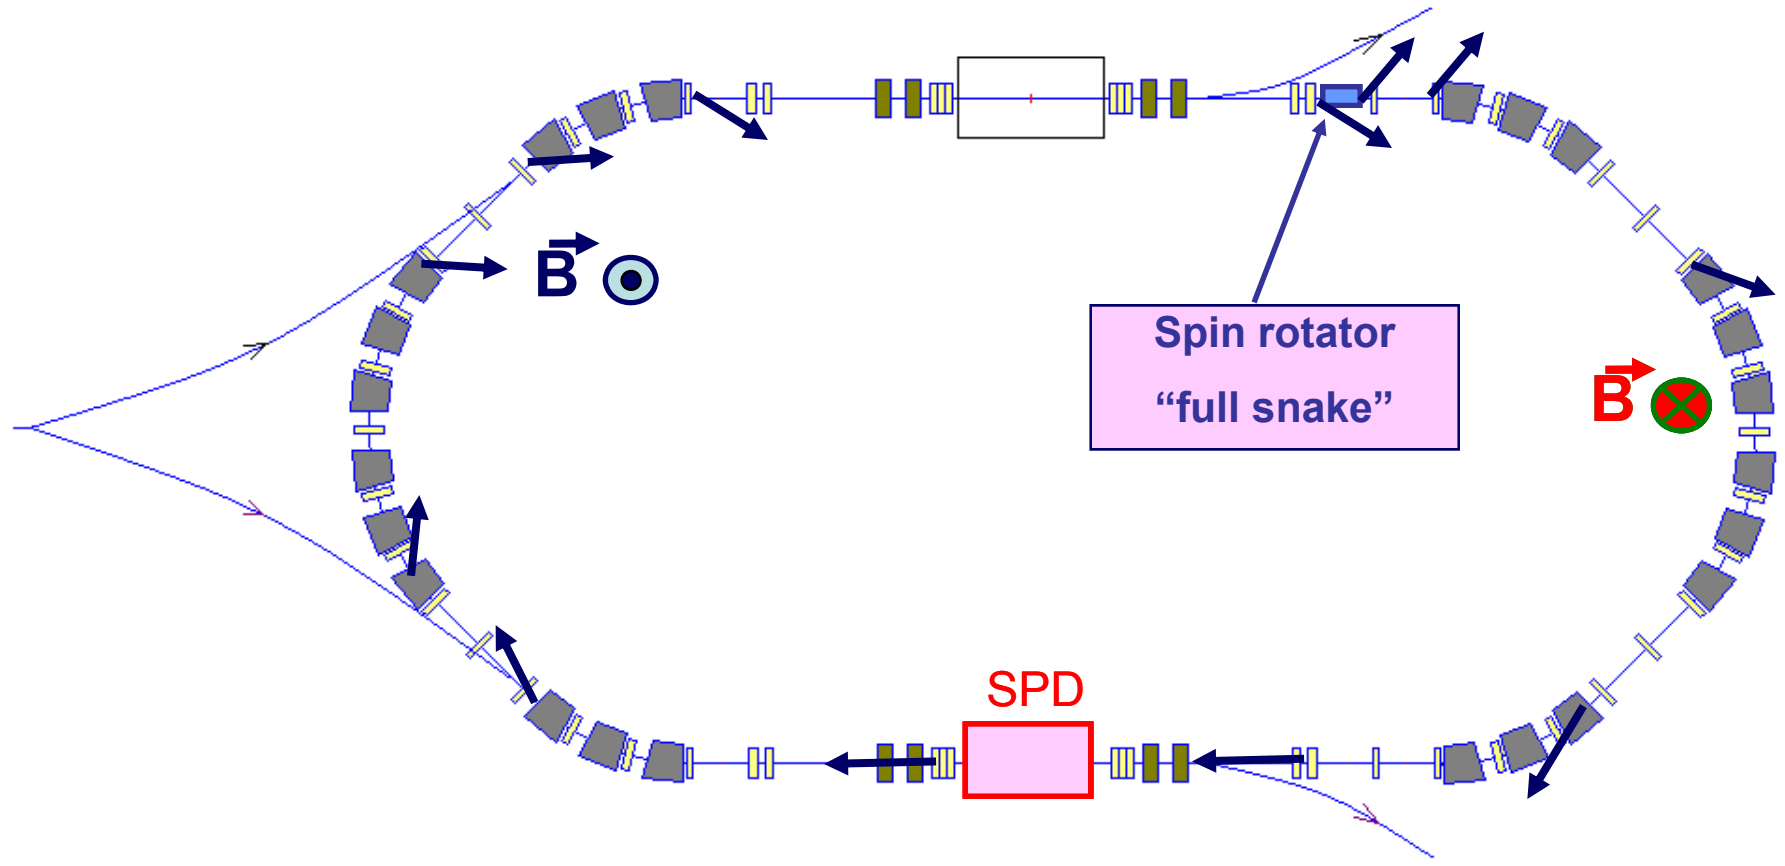 B
Spin rotator
“full snake”
B
SPD